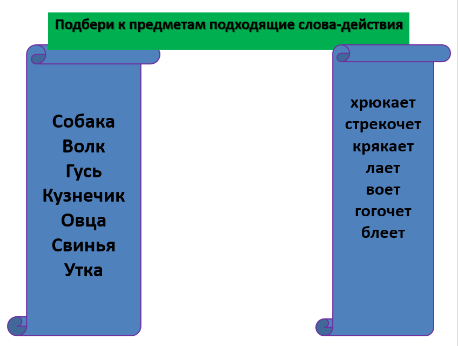 Подбери к предметам подходящие слова-действия
Собака
Волк
Гусь
Кузнечик
Овца
Свинья
Утка
хрюкает
стрекочет
крякает
лает
воет
гогочет
блеет